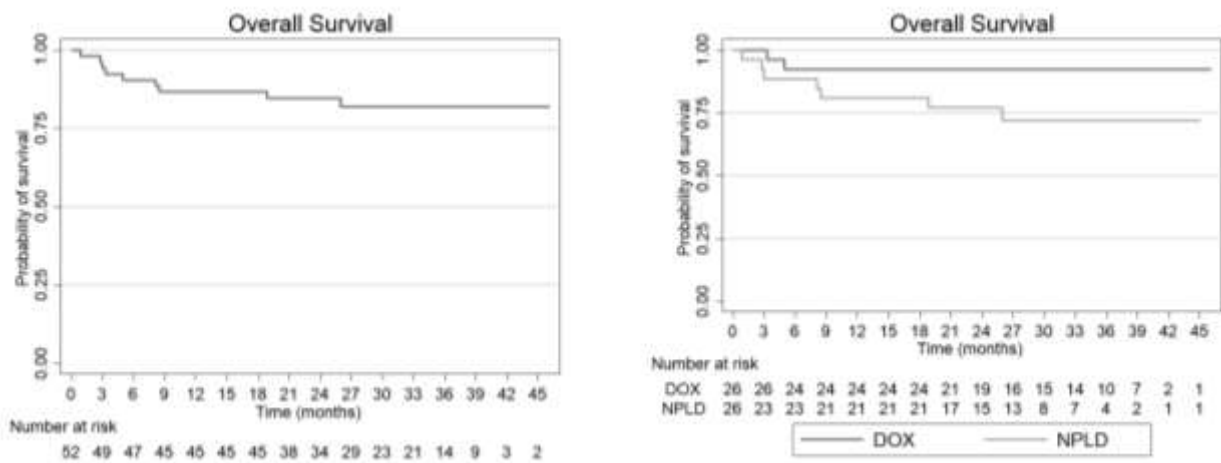 Overall Survival
Probability of survival
1.00
0.75
0.50
0.25
0.00
0 3 6 9 12 15 18 21 24 27 30 33 36 39 42 45
Time (months)
Number at risk
52 49 47 45 45 45 45 38 34 29 23 21 14 9 3 2
Overall Survival
Probability of survival
1.00
0.75
0.50
0.25
0.00
0 3 6 9 12 15 18 21 24 27 30 33 36 39 42 45
Time (months)
Number at risk
DOX 26 26 24 24 24 24 24 21 19 16 15 14 10 7 2 1
NPLD 26 23 23 21 21 21 21 17 15 13 8 7 4 2 1 1
DOX NPLD